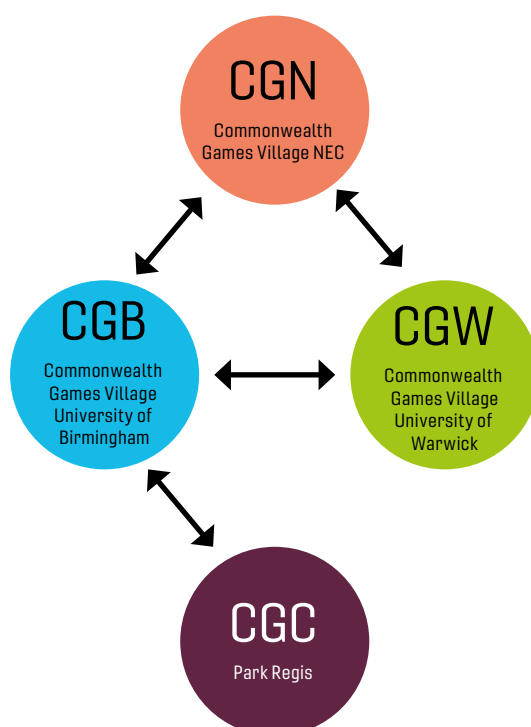 CGN
Commonwealth
Games Village NEC
CGB
Commonwealth
Games Village
University of
Birmingham
CGW
Commonwealth
Games Village
University of
Warwick
CGC
Park Regis